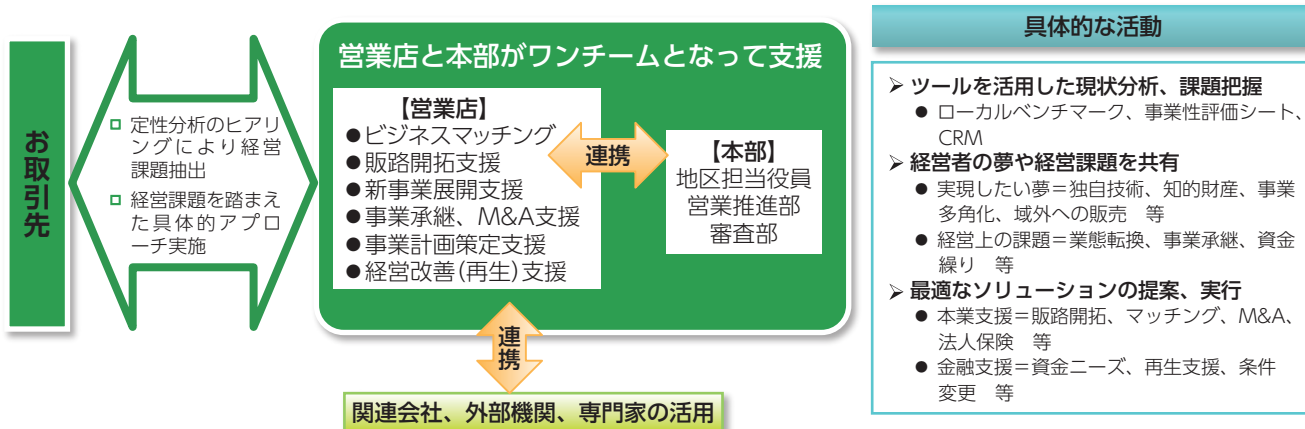 お取引先
定性分析のヒアリ
ングにより経営
課題抽出
経営課題を踏まえ
た具体的アプロ
ーチ実施
営業店と本部がワンチームとなって支援
【営業店】
●ビジネスマッチング
●販路開拓支援
●新事業展開支援
●事業承継、M&A支援
●事業計画策定支援
●経営改善(再生)支援
連携
【本部】
地区担当役員
営業推進部
審査部
連携
関連会社、外部機関、専門家の活用
具体的な活動
➢ ツールを活用した現状分析、課題把握
● ローカルベンチマーク、事業性評価シート、
CRM
➢ 経営者の夢や経営課題を共有
● 実現したい夢=独自技術、知的財産、事業
多角化、域外への販売 等
● 経営上の課題=業態転換、事業承継、資金
繰り 等
➢ 最適なソリューションの提案、実行
● 本業支援=販路開拓、マッチング、M&A、
法人保険 等
● 金融支援=資金ニーズ、再生支援、条件
変更 等